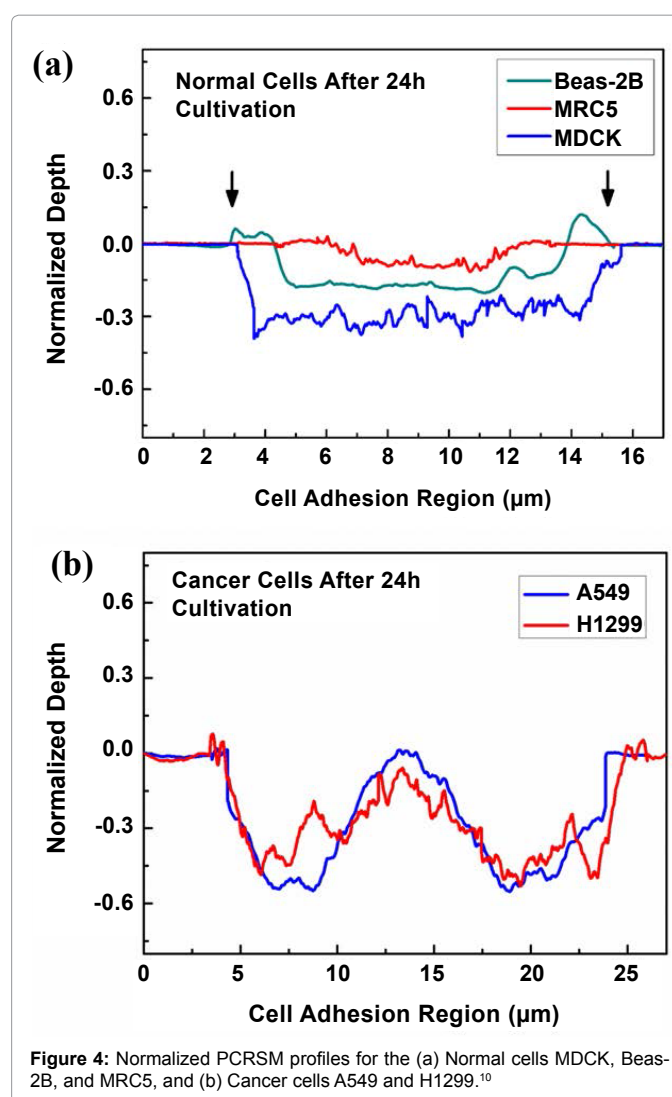 (a)
Normal Cells After 24h
Cultivation
Beas-2B
MRC5
MDCK
0.6
0.3
0.0
-0.3
-0.6
Normalized Depth
0 2 4 6 8 10 12 14 16
Cell Adhesion Region (µm)
(b)
Cancer Cells After 24h
Cultivation
A549
H1299
0.6
0.3
0.0
-0.3
-0.6
Normalized Depth
0 5 10 15 20 25
Cell Adhesion Region (µm)
Figure 4: Normalized PCRSM profiles for the (a) Normal cells MDCK, Beas-
2B, and MRC5, and (b) Cancer cells A549 and H1299.¹⁰